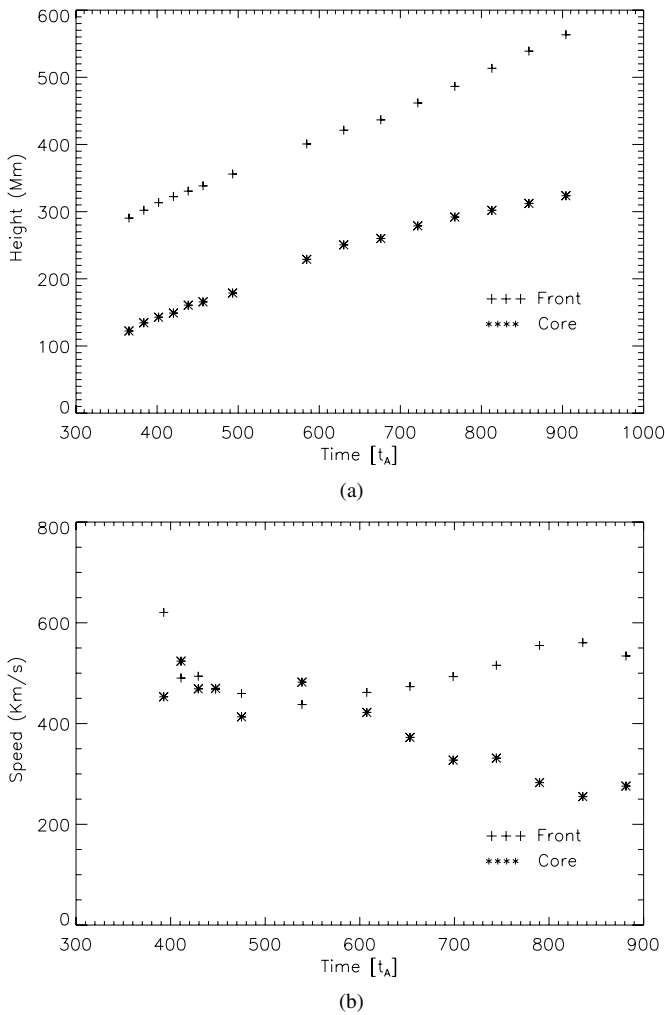 600
500
400
300
200
100
0
Height (Mm)
+++ Front
**** Core
300 400 500 600 700 800 900 1000
Time [tA]
(a)
800
600
400
200
0
Speed (Km/s)
+++ Front
**** Core
300 400 500 600 700 800 900
Time [tA]
(b)